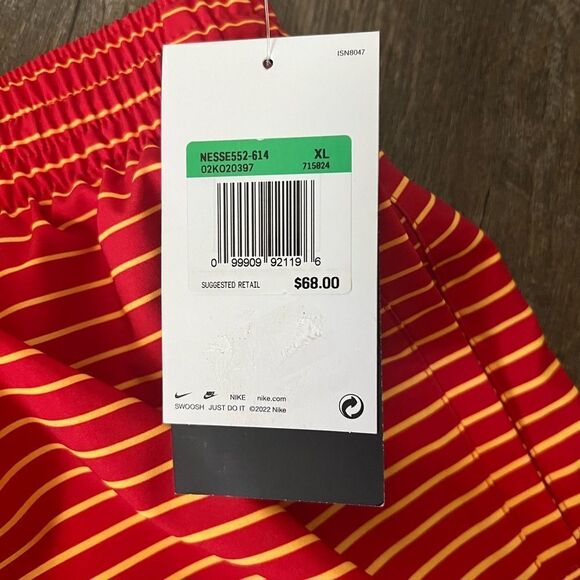 ISN8047
NESSE552-614 XL
02KO20397 715824
0 99909 92119 6
SUGGESTED RETAIL $68.00
NIKE nike.com
SWOOSH JUST DO IT ©2022 Nike